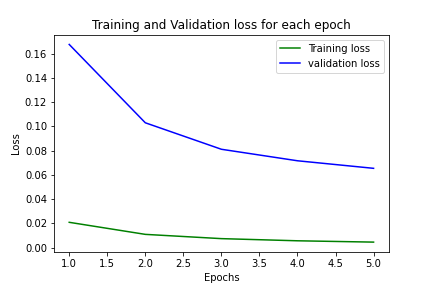 Training and Validation loss for each epoch
Training loss
validation loss
0.16
0.14
0.12
0.10
0.08
0.06
0.04
0.02
0.00
Loss
1.0 1.5 2.0 2.5 3.0 3.5 4.0 4.5 5.0
Epochs